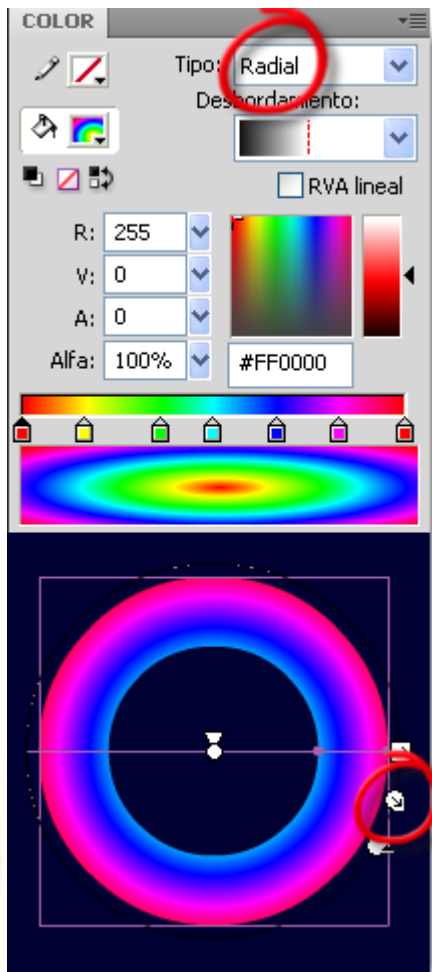 COLOR
Tipo: Radial
Desbordamiento:
RVA lineal
R: 255
V: 0
A: 0
Alfa: 100% #FF0000